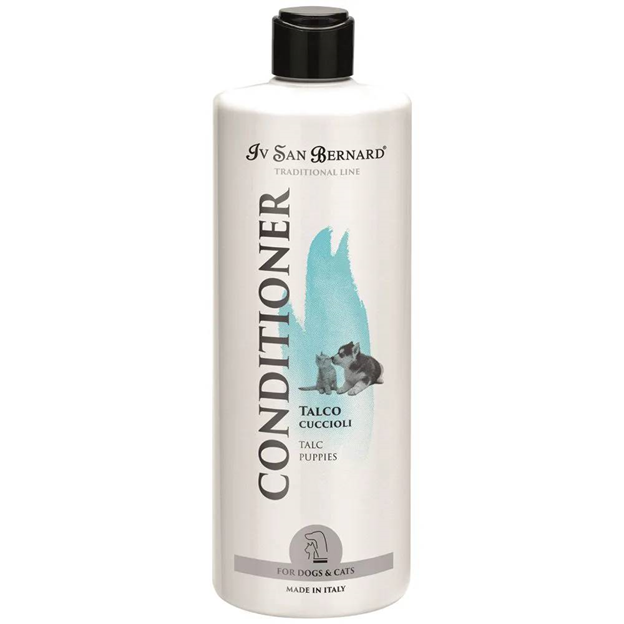 IV SAN BERNARD®
TRADITIONAL LINE
CONDITIONER
TALCO
CUCCIOLI
TALC
PUPPIES
FOR DOGS & CATS
MADE IN ITALY